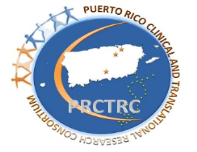 PUERTO RICO CLINICAL AND TRANSLATIONAL RESEARCH CONSORTIUM
PRCTRC